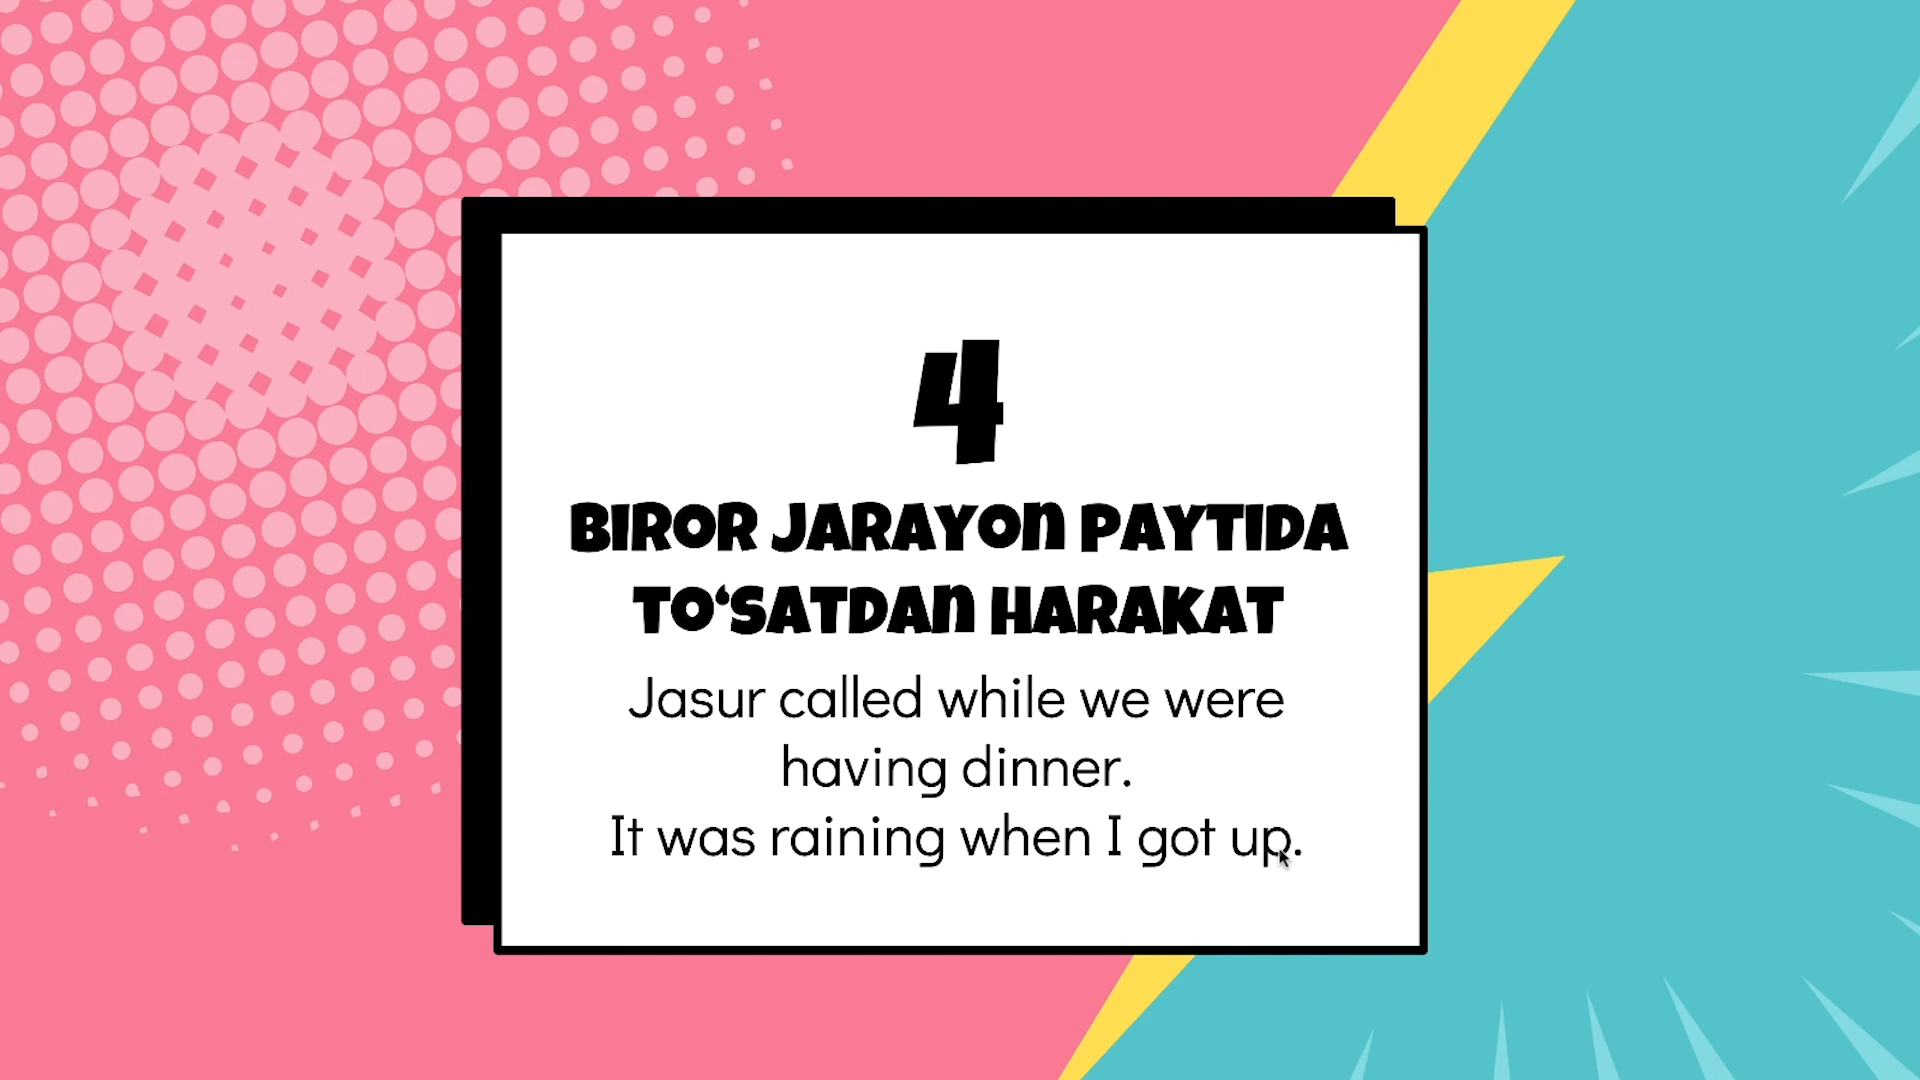 4
BIROR JARAYON PAYTIDA
TO‘SATDAN HARAKAT
Jasur called while we were
having dinner.
It was raining when I got up.